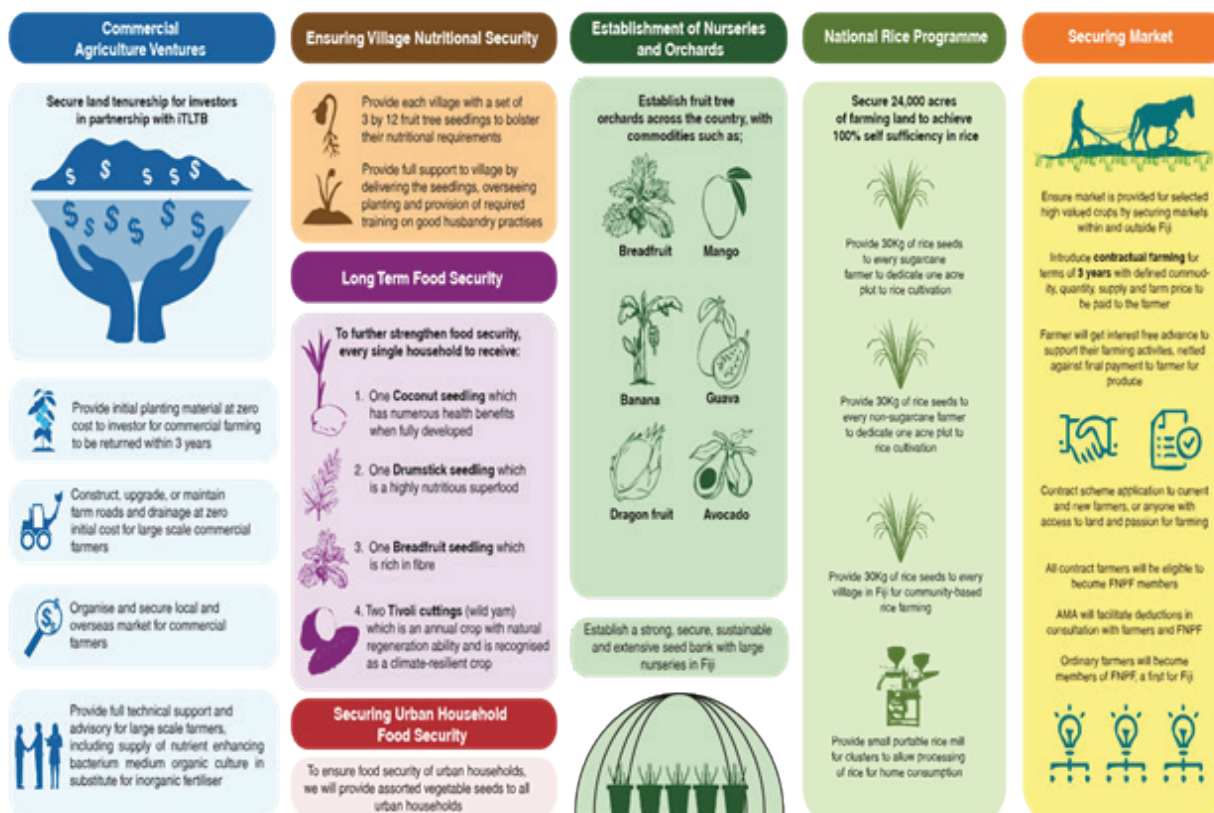 Commercial
Agriculture Ventures
Secure land tenureship for investors
in partnership with iTLTB
$ $ $ $ $
$ $ $ $ $ $
Provide initial planting material at zero
cost to investor for commercial farming
to be returned within 3 years
Construct, upgrade, or maintain
farm roads and drainage at zero
initial cost for large scale commercial
farmers
$
Organise and secure local and
overseas market for commercial
farmers
Provide full technical support and
advisory for large scale farmers,
including supply of nutrient enhancing
bacterium medium organic culture in
substitute for inorganic fertiliser
Ensuring Village Nutritional Security
Provide each village with a set of
3 by 12 fruit tree seedlings to bolster
their nutritional requirements
Provide full support to village by
delivering the seedlings, overseeing
planting and provision of required
training on good husbandry practises
Long Term Food Security
To further strengthen food security,
every single household to receive:
1. One Coconut seedling which
has numerous health benefits
when fully developed
2. One Drumstick seedling which
is a highly nutritious superfood
3. One Breadfruit seedling which
is rich in fibre
4. Two Tivoli cuttings (wild yam)
which is an annual crop with natural
regeneration ability and is recognised
as a climate-resilient crop
Securing Urban Household
Food Security
To ensure food security of urban households,
we will provide assorted vegetable seeds to all
urban households
Establishment of Nurseries
and Orchards
Establish fruit tree
orchards across the country, with
commodities such as;
Breadfruit Mango
Banana Guava
Dragon fruit Avocado
Establish a strong, secure, sustainable
and extensive seed bank with large
nurseries in Fiji
National Rice Programme
Secure 24,000 acres
of farming land to achieve
100% self sufficiency in rice
Provide 30Kg of rice seeds
to every sugarcane
farmer to dedicate one acre
plot to rice cultivation
Provide 30Kg of rice seeds to
every non-sugarcane farmer
to dedicate one acre plot to
rice cultivation
Provide 30Kg of rice seeds to every
villlage in Fiji for community-based
rice farming
Provide small portable rice mill
for clusters to allow processing
of rice for home consumption
Securing Market
Ensure market is provided for selected
high valued crops by securing markets
within and outside Fiji
Introduce contractual farming for
terms of 3 years with defined commod-
ity, quantity, supply and farm price to
be paid to the farmer
Farmer will get interest free advance to
support their farming activites, netted
against final payment to farmer for
produce
Contract scheme application to current
and new farmers, or anyone with
access to land and passion for farming
All contract farmers will be eligible to
become FNPF members
AMA will facilitate deductions in
consultation with farmers and FNPF
Ordinary farmers will become
members of FNPF, a first for Fiji